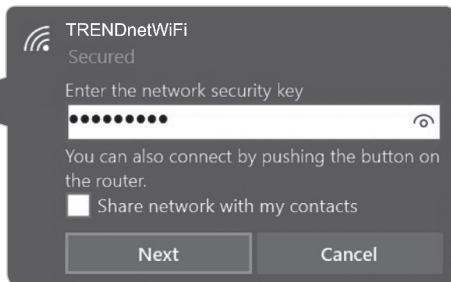 TRENDnetWiFi
Secured
Enter the network security key
•••••••••
You can also connect by pushing the button on
the router.
Share network with my contacts
Next Cancel